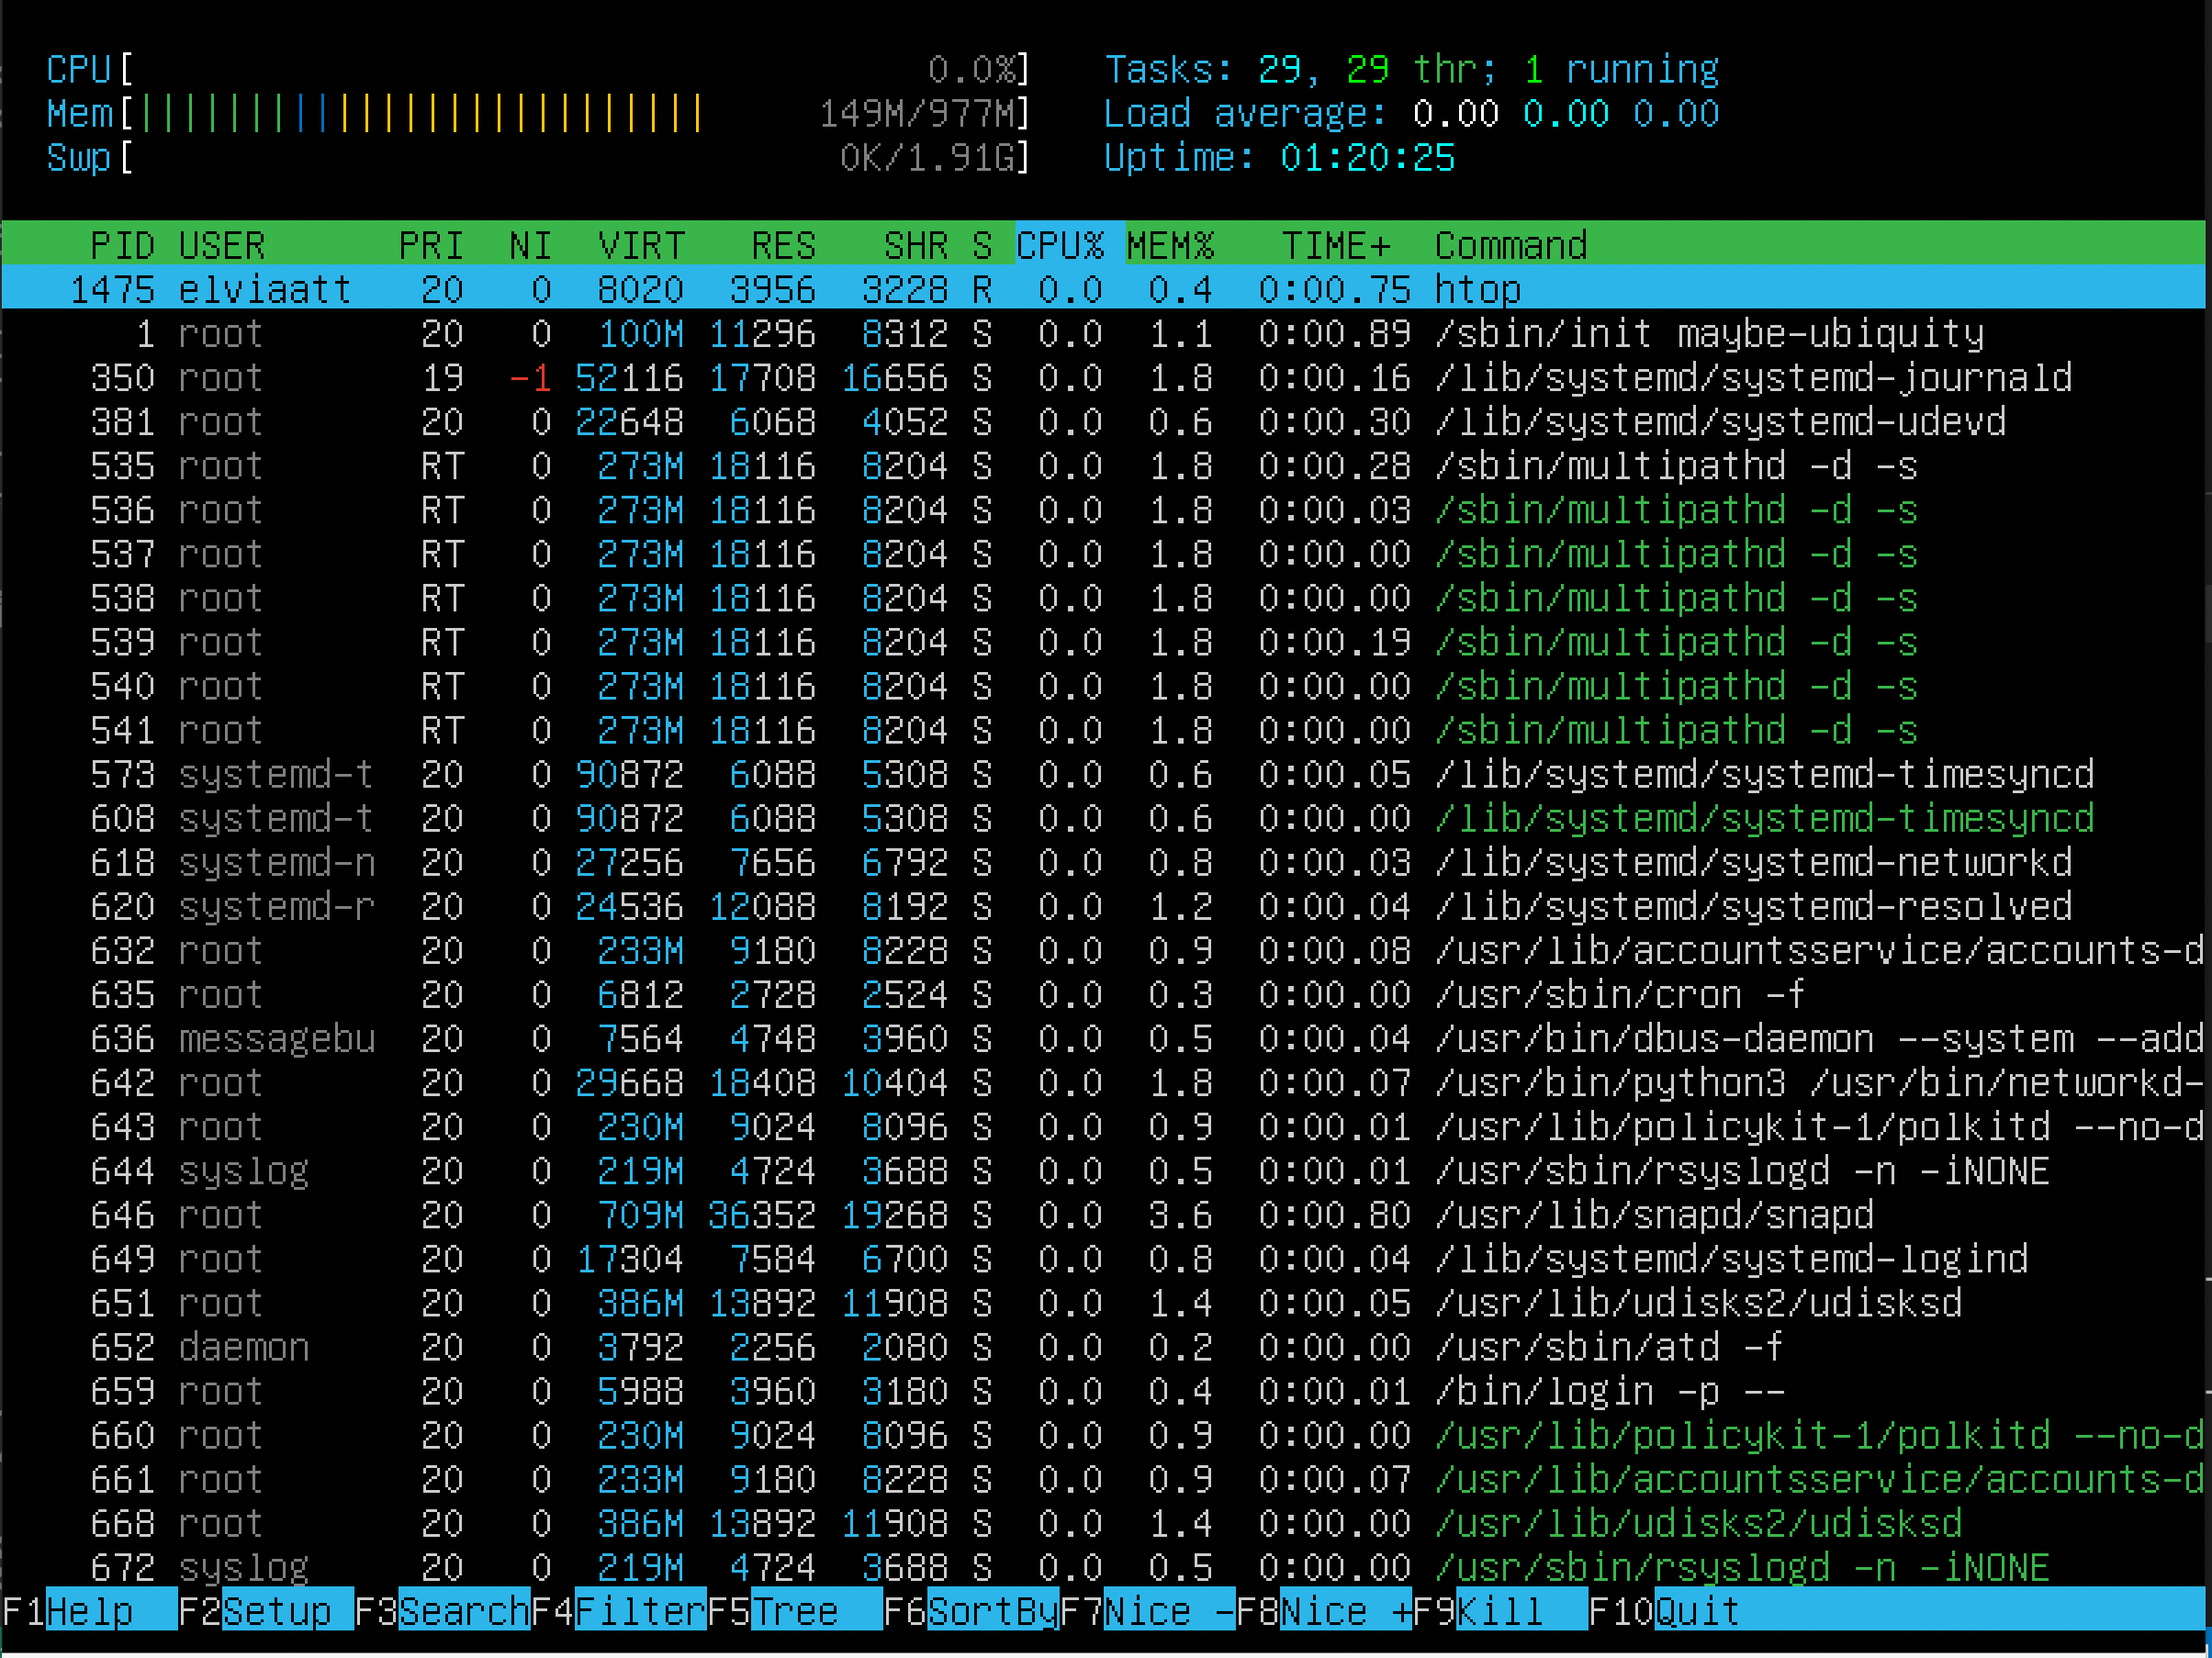 CPU[ 0.0%] Tasks: 29, 29 thr; 1 running
Mem[|||||||||||||||||||||||||| 149M/977M] Load average: 0.00 0.00 0.00
Swp[ 0K/1.91G] Uptime: 01:20:25
PID USER PRI NI VIRT RES SHR S CPU% MEM% TIME+ Command
1475 elviaatt 20 0 8020 3956 3228 R 0.0 0.4 0:00.75 htop
1 root 20 0 100M 11296 8312 S 0.0 1.1 0:00.89 /sbin/init maybe-ubiquity
350 root 19 -1 52116 17708 16656 S 0.0 1.8 0:00.16 /lib/systemd/systemd-journald
381 root 20 0 22648 6068 4052 S 0.0 0.6 0:00.30 /lib/systemd/systemd-udevd
535 root RT 0 273M 18116 8204 S 0.0 1.8 0:00.28 /sbin/multipathd -d -s
536 root RT 0 273M 18116 8204 S 0.0 1.8 0:00.03 /sbin/multipathd -d -s
537 root RT 0 273M 18116 8204 S 0.0 1.8 0:00.00 /sbin/multipathd -d -s
538 root RT 0 273M 18116 8204 S 0.0 1.8 0:00.00 /sbin/multipathd -d -s
539 root RT 0 273M 18116 8204 S 0.0 1.8 0:00.19 /sbin/multipathd -d -s
540 root RT 0 273M 18116 8204 S 0.0 1.8 0:00.00 /sbin/multipathd -d -s
541 root RT 0 273M 18116 8204 S 0.0 1.8 0:00.00 /sbin/multipathd -d -s
573 systemd-t 20 0 90872 6088 5308 S 0.0 0.6 0:00.05 /lib/systemd/systemd-timesyncd
608 systemd-t 20 0 90872 6088 5308 S 0.0 0.6 0:00.00 /lib/systemd/systemd-timesyncd
618 systemd-n 20 0 27256 7656 6792 S 0.0 0.8 0:00.03 /lib/systemd/systemd-networkd
620 systemd-r 20 0 24536 12088 8192 S 0.0 1.2 0:00.04 /lib/systemd/systemd-resolved
632 root 20 0 233M 9180 8228 S 0.0 0.9 0:00.08 /usr/lib/accountsservice/accounts-d
635 root 20 0 6812 2728 2524 S 0.0 0.3 0:00.00 /usr/sbin/cron -f
636 messagebu 20 0 7564 4748 3960 S 0.0 0.5 0:00.04 /usr/bin/dbus-daemon --system --add
642 root 20 0 29668 18408 10404 S 0.0 1.8 0:00.07 /usr/bin/python3 /usr/bin/networkd-
643 root 20 0 230M 9024 8096 S 0.0 0.9 0:00.01 /usr/lib/policykit-1/polkitd --no-d
644 syslog 20 0 219M 4724 3688 S 0.0 0.5 0:00.01 /usr/sbin/rsyslogd -n -iNONE
646 root 20 0 709M 36352 19268 S 0.0 3.6 0:00.80 /usr/lib/snapd/snapd
649 root 20 0 17304 7584 6700 S 0.0 0.8 0:00.04 /lib/systemd/systemd-logind
651 root 20 0 386M 13892 11908 S 0.0 1.4 0:00.05 /usr/lib/udisks2/udisksd
652 daemon 20 0 3792 2256 2080 S 0.0 0.2 0:00.00 /usr/sbin/atd -f
659 root 20 0 5988 3960 3180 S 0.0 0.4 0:00.01 /bin/login -p --
660 root 20 0 230M 9024 8096 S 0.0 0.9 0:00.00 /usr/lib/policykit-1/polkitd --no-d
661 root 20 0 233M 9180 8228 S 0.0 0.9 0:00.07 /usr/lib/accountsservice/accounts-d
668 root 20 0 386M 13892 11908 S 0.0 1.4 0:00.00 /usr/lib/udisks2/udisksd
672 syslog 20 0 219M 4724 3688 S 0.0 0.5 0:00.00 /usr/sbin/rsyslogd -n -iNONE
F1Help F2Setup F3SearchF4FilterF5Tree F6SortByF7Nice -F8Nice +F9Kill F10Quit